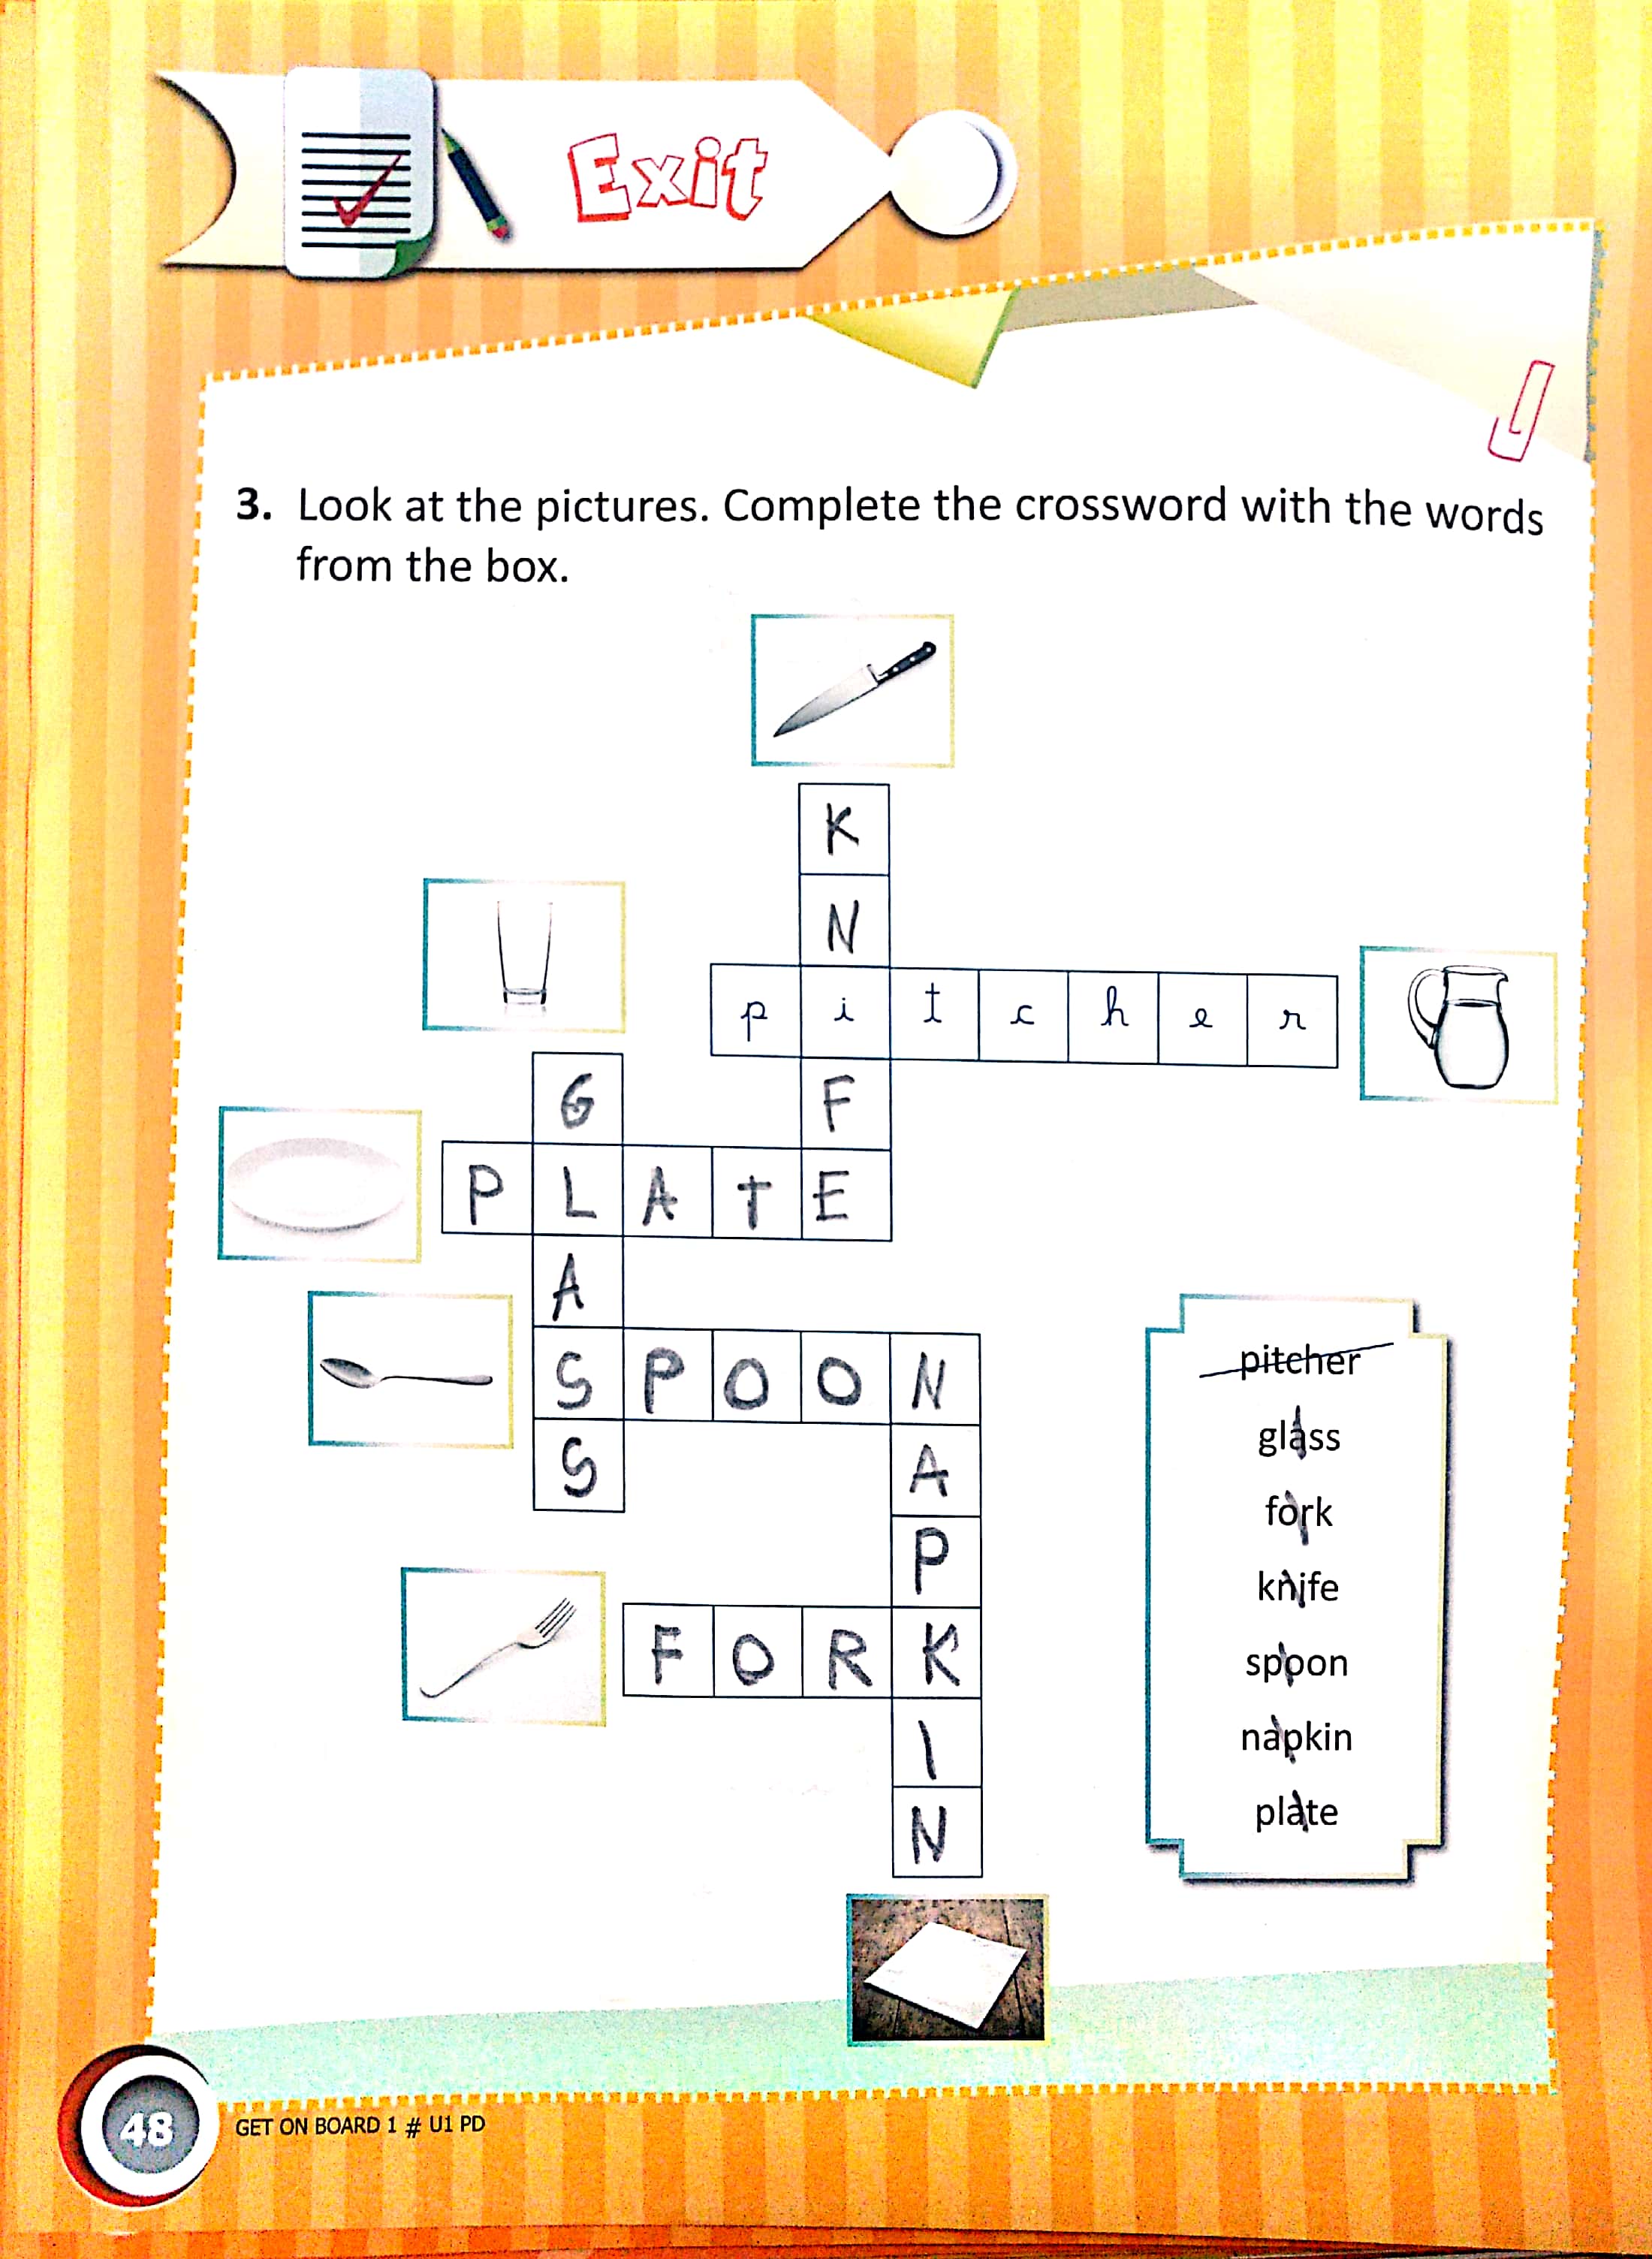 Exit
3. Look at the pictures. Complete the crossword with the words
from the box.
K
N
p i t c h e r
G F
P L A T E
A
S P O O N
S A
P
F O R K
I
N
pitcher
glass
fork
knife
spoon
napkin
plate
48
GET ON BOARD 1 # U1 PD